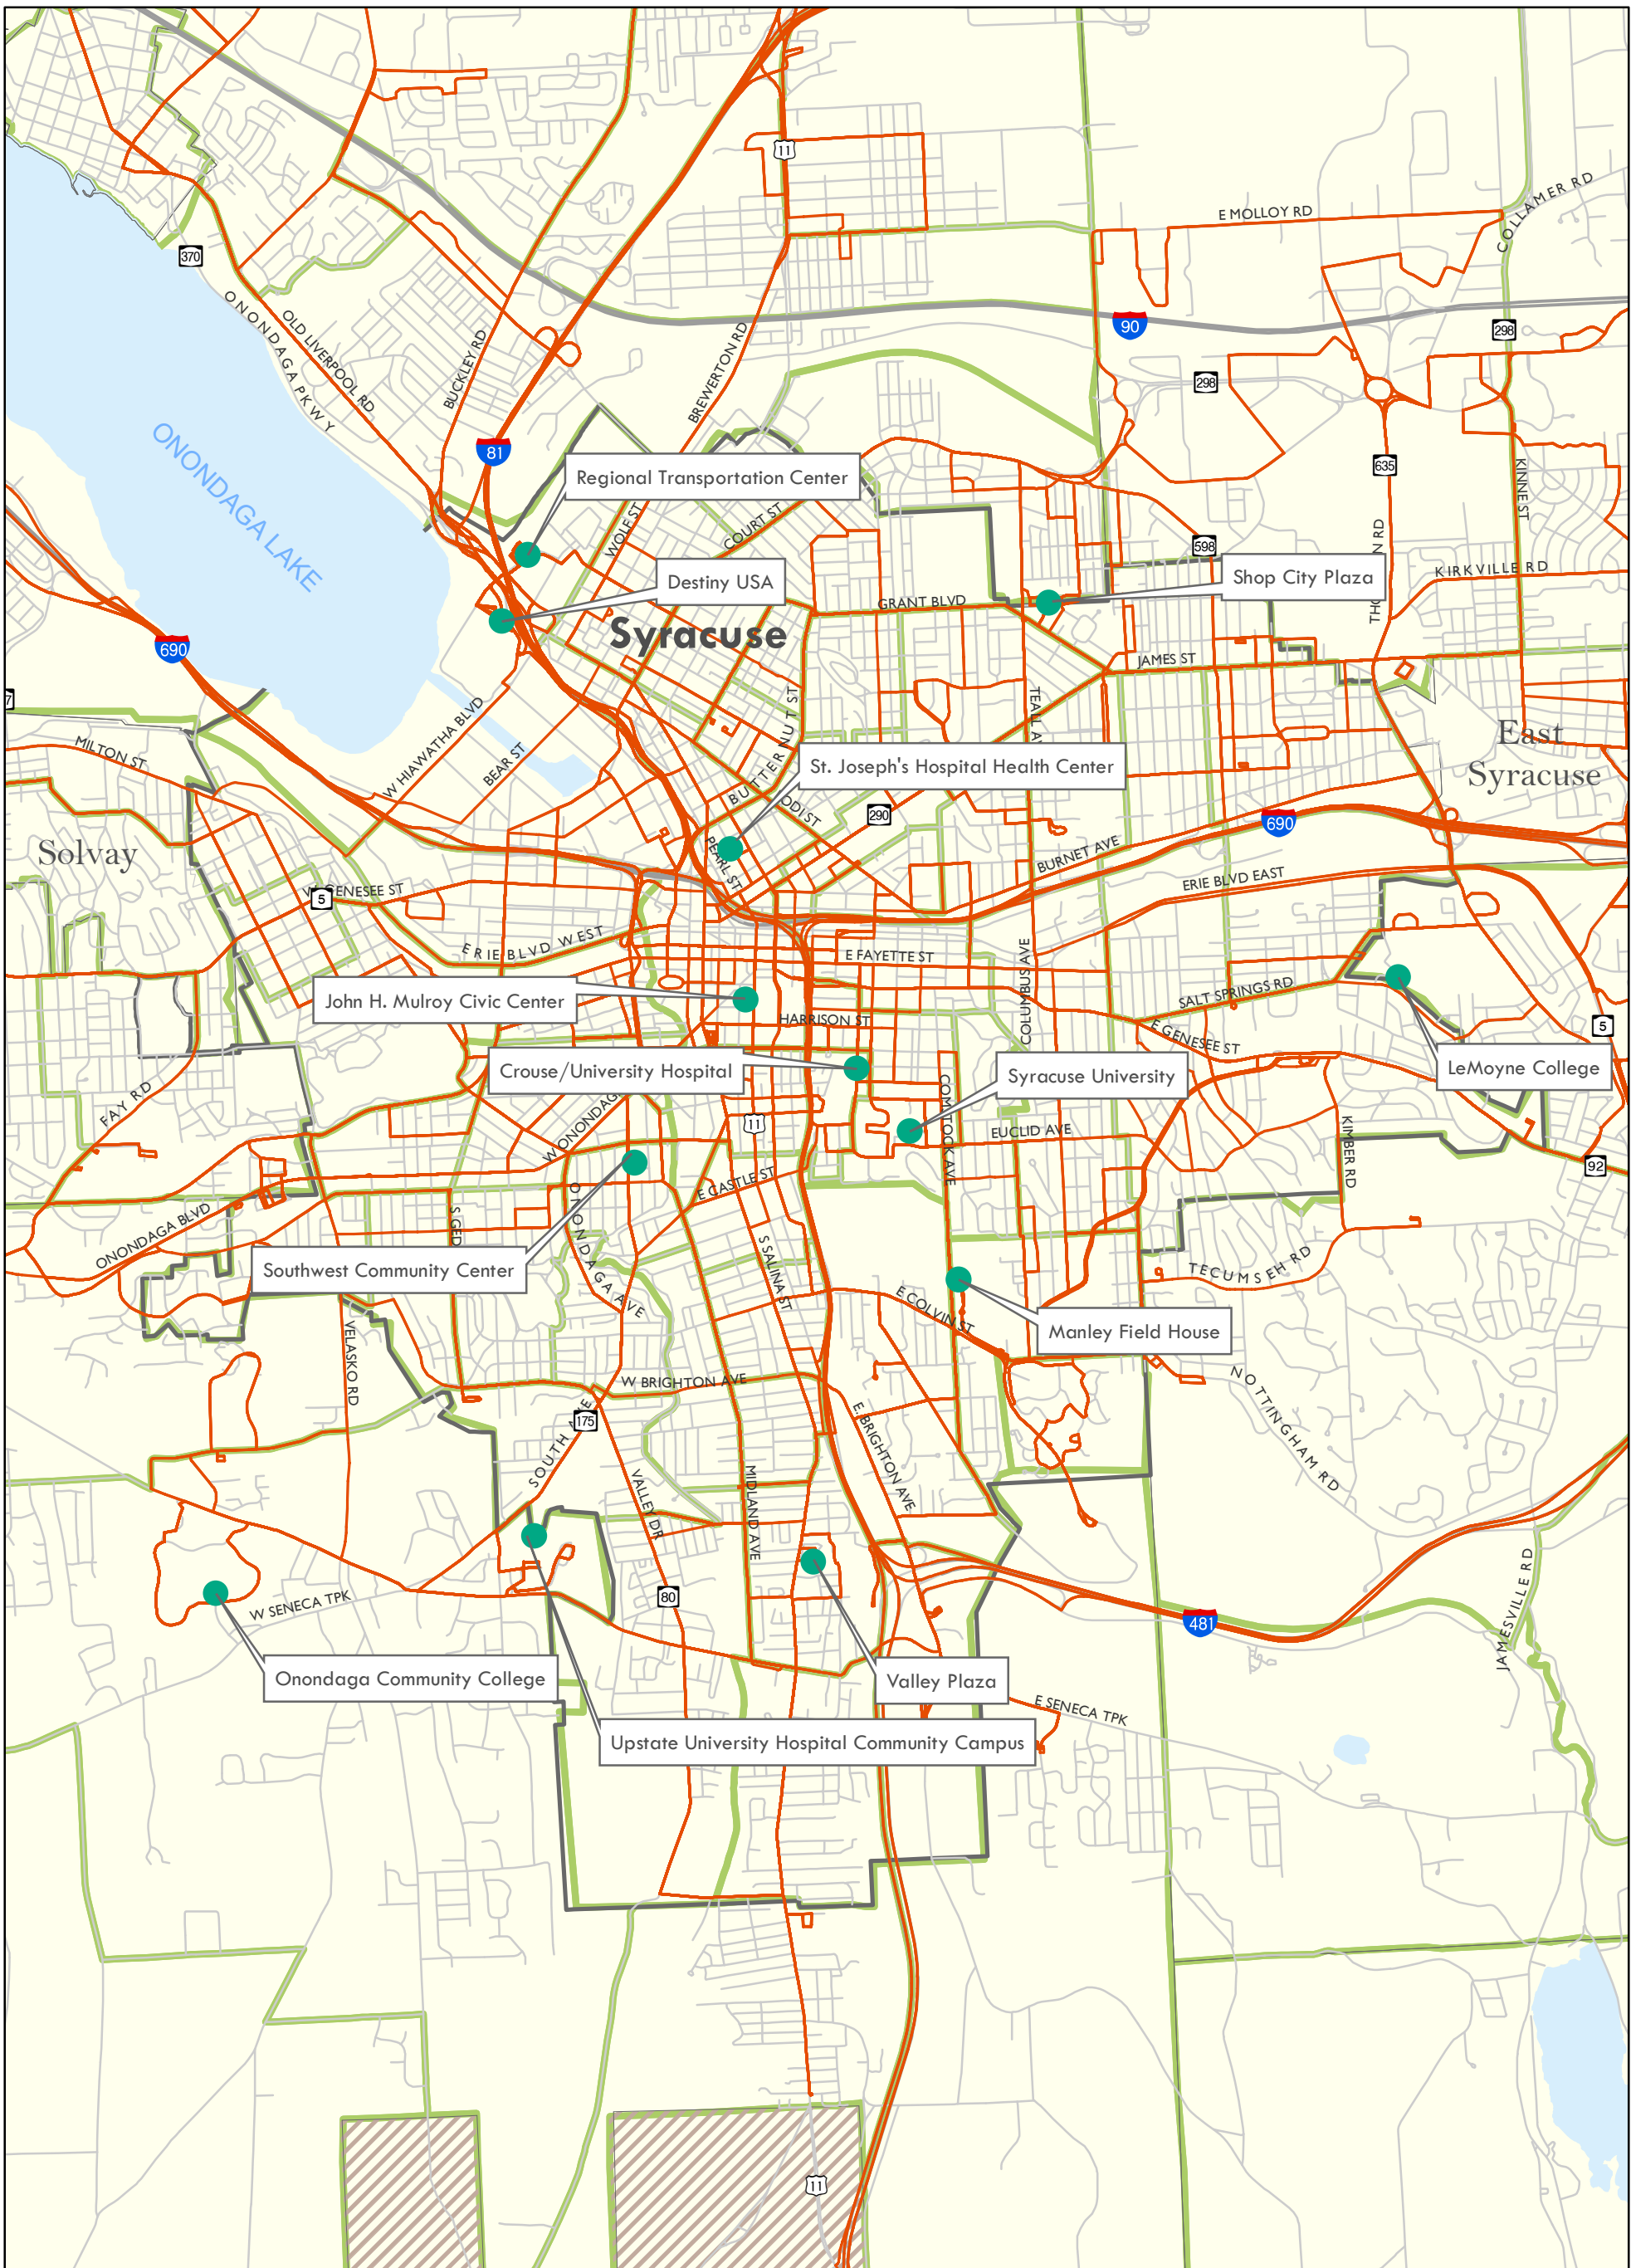 11
E MOLLOY RD
COLLAMER RD
370
ONONDAGA PKWY
OLD LIVERPOOL RD
BUCKLEY RD
BREWERTON RD
90
298
298
81
ONONDAGA LAKE
Regional Transportation Center
WOLF ST
COURT ST
635
KINNE ST
598
Destiny USA
Shop City Plaza
KIRKVILLE RD
GRANT BLVD
Syracuse
690
JAMES ST
7
MILTON ST
W HIAWATHA BLVD
BEAR ST
BUTTERNUT ST
East
Syracuse
St. Joseph's Hospital Health Center
290
690
Solvay
PEARL ST
BURNET AVE
ERIE BLVD EAST
5
ERIE BLVD WEST
E FAYETTE ST
COLUMBUS AVE
John H. Mulroy Civic Center
HARRISON ST
SALT SPRINGS RD
E GENESEE ST
5
Crouse/University Hospital
Syracuse University
LeMoyne College
FAY RD
W ONONDAGA
11
COMSTOCK AVE
EUCLID AVE
KIMBER RD
92
E CASTLE ST
ONONDAGA BLVD
S GED
ONONDAGA AVE
S SALINA ST
Southwest Community Center
TECUMSEH RD
E COLVIN ST
Manley Field House
VELASKO RD
W BRIGHTON AVE
NOTTINGHAM RD
175
E. BRIGHTON AVE
VALLEY DR
MIDLAND AVE
W SENECA TPK
80
481
JAMESVILLE RD
Onondaga Community College
Valley Plaza
E SENECA TPK
Upstate University Hospital Community Campus
11